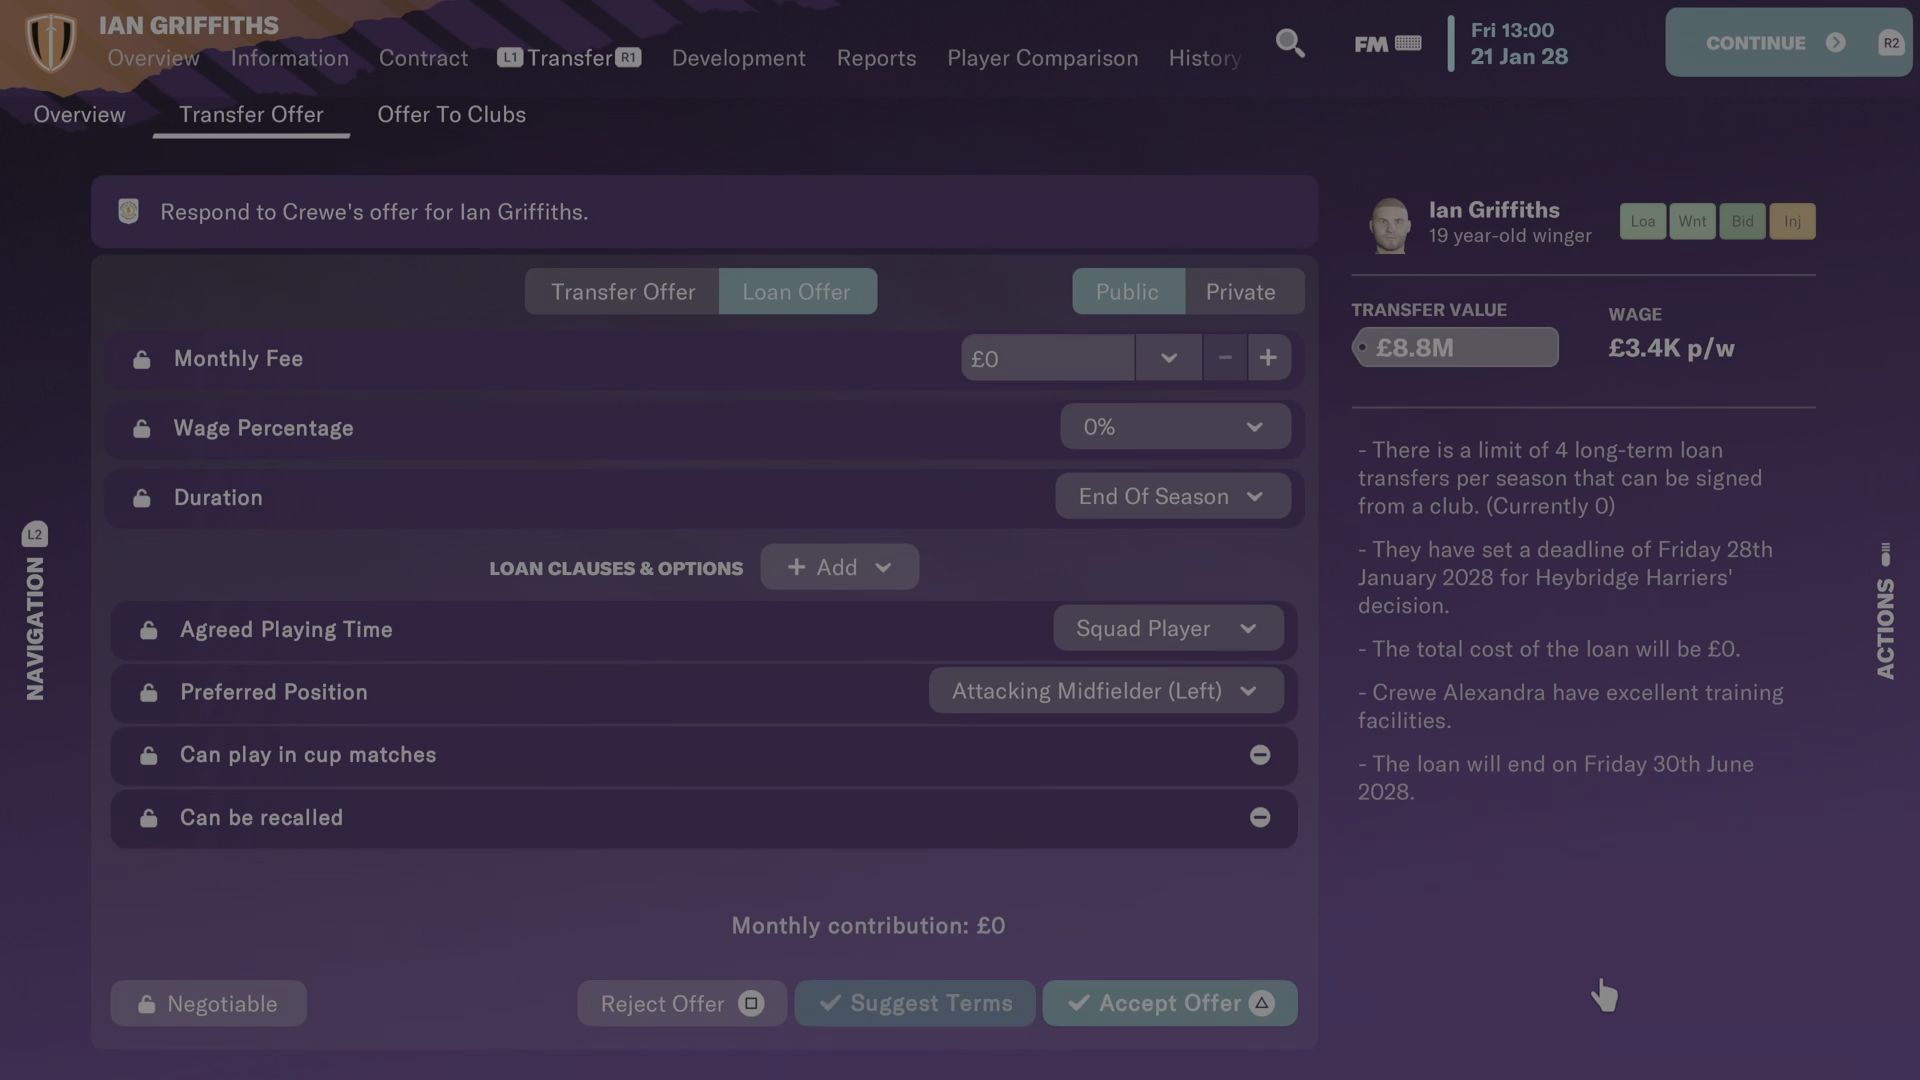 IAN GRIFFITHS
Overview Information Contract L1 Transfer R1 Development Reports Player Comparison History
FM
Fri 13:00
21 Jan 28
CONTINUE R2
Overview Transfer Offer Offer To Clubs
Respond to Crewe's offer for Ian Griffiths.
Transfer Offer Loan Offer Public Private
Monthly Fee £0
Wage Percentage 0%
Duration End Of Season
LOAN CLAUSES & OPTIONS + Add
Agreed Playing Time Squad Player
Preferred Position Attacking Midfielder (Left)
Can play in cup matches
Can be recalled
Monthly contribution: £0
Negotiable Reject Offer Suggest Terms Accept Offer
Ian Griffiths
19 year-old winger
Loa Wnt Bid Inj
TRANSFER VALUE
£8.8M
WAGE
£3.4K p/w
- There is a limit of 4 long-term loan
transfers per season that can be signed
from a club. (Currently 0)
- They have set a deadline of Friday 28th
January 2028 for Heybridge Harriers'
decision.
- The total cost of the loan will be £0.
- Crewe Alexandra have excellent training
facilities.
- The loan will end on Friday 30th June
2028.
NAVIGATION L2
ACTIONS